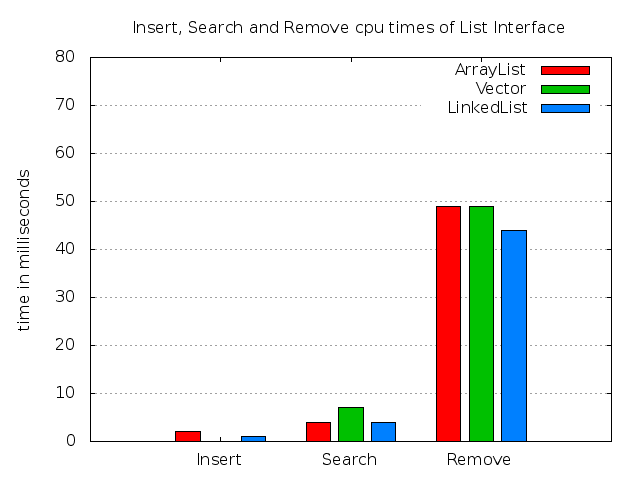 Insert, Search and Remove cpu times of List Interface
80
70
60
50
40
30
20
10
0
time in milliseconds
ArrayList
Vector
LinkedList
Insert Search Remove